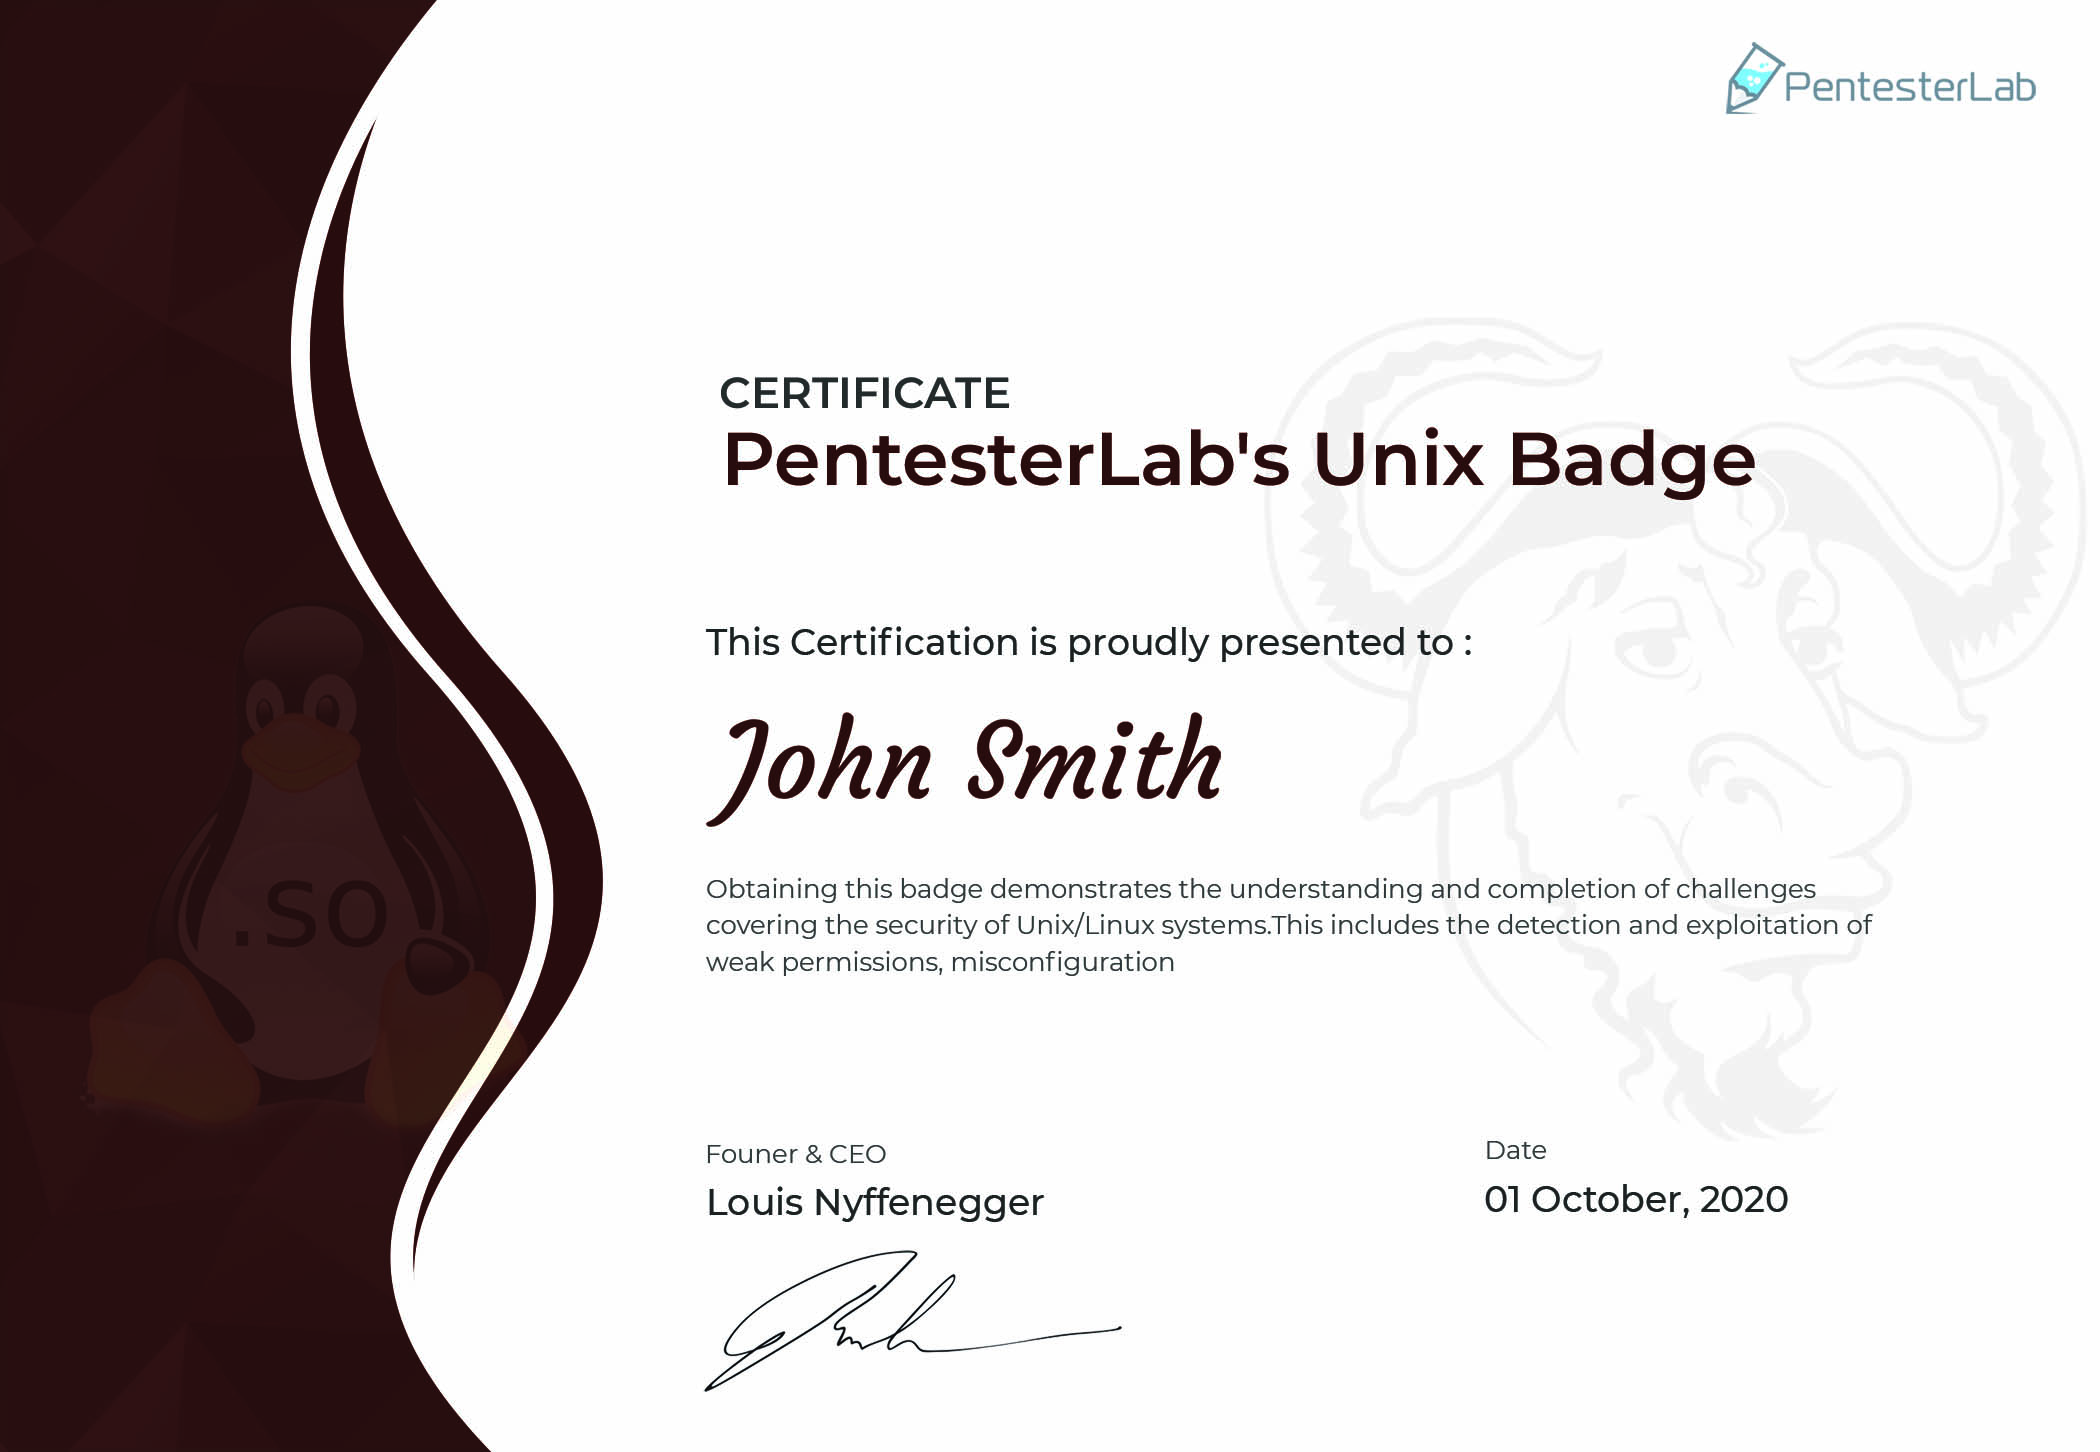 PentesterLab
CERTIFICATE
PentesterLab's Unix Badge
This Certification is proudly presented to :
John Smith
Obtaining this badge demonstrates the understanding and completion of challenges
covering the security of Unix/Linux systems.This includes the detection and exploitation of
weak permissions, misconfiguration
.so
Founer & CEO
Louis Nyffenegger
Date
01 October, 2020